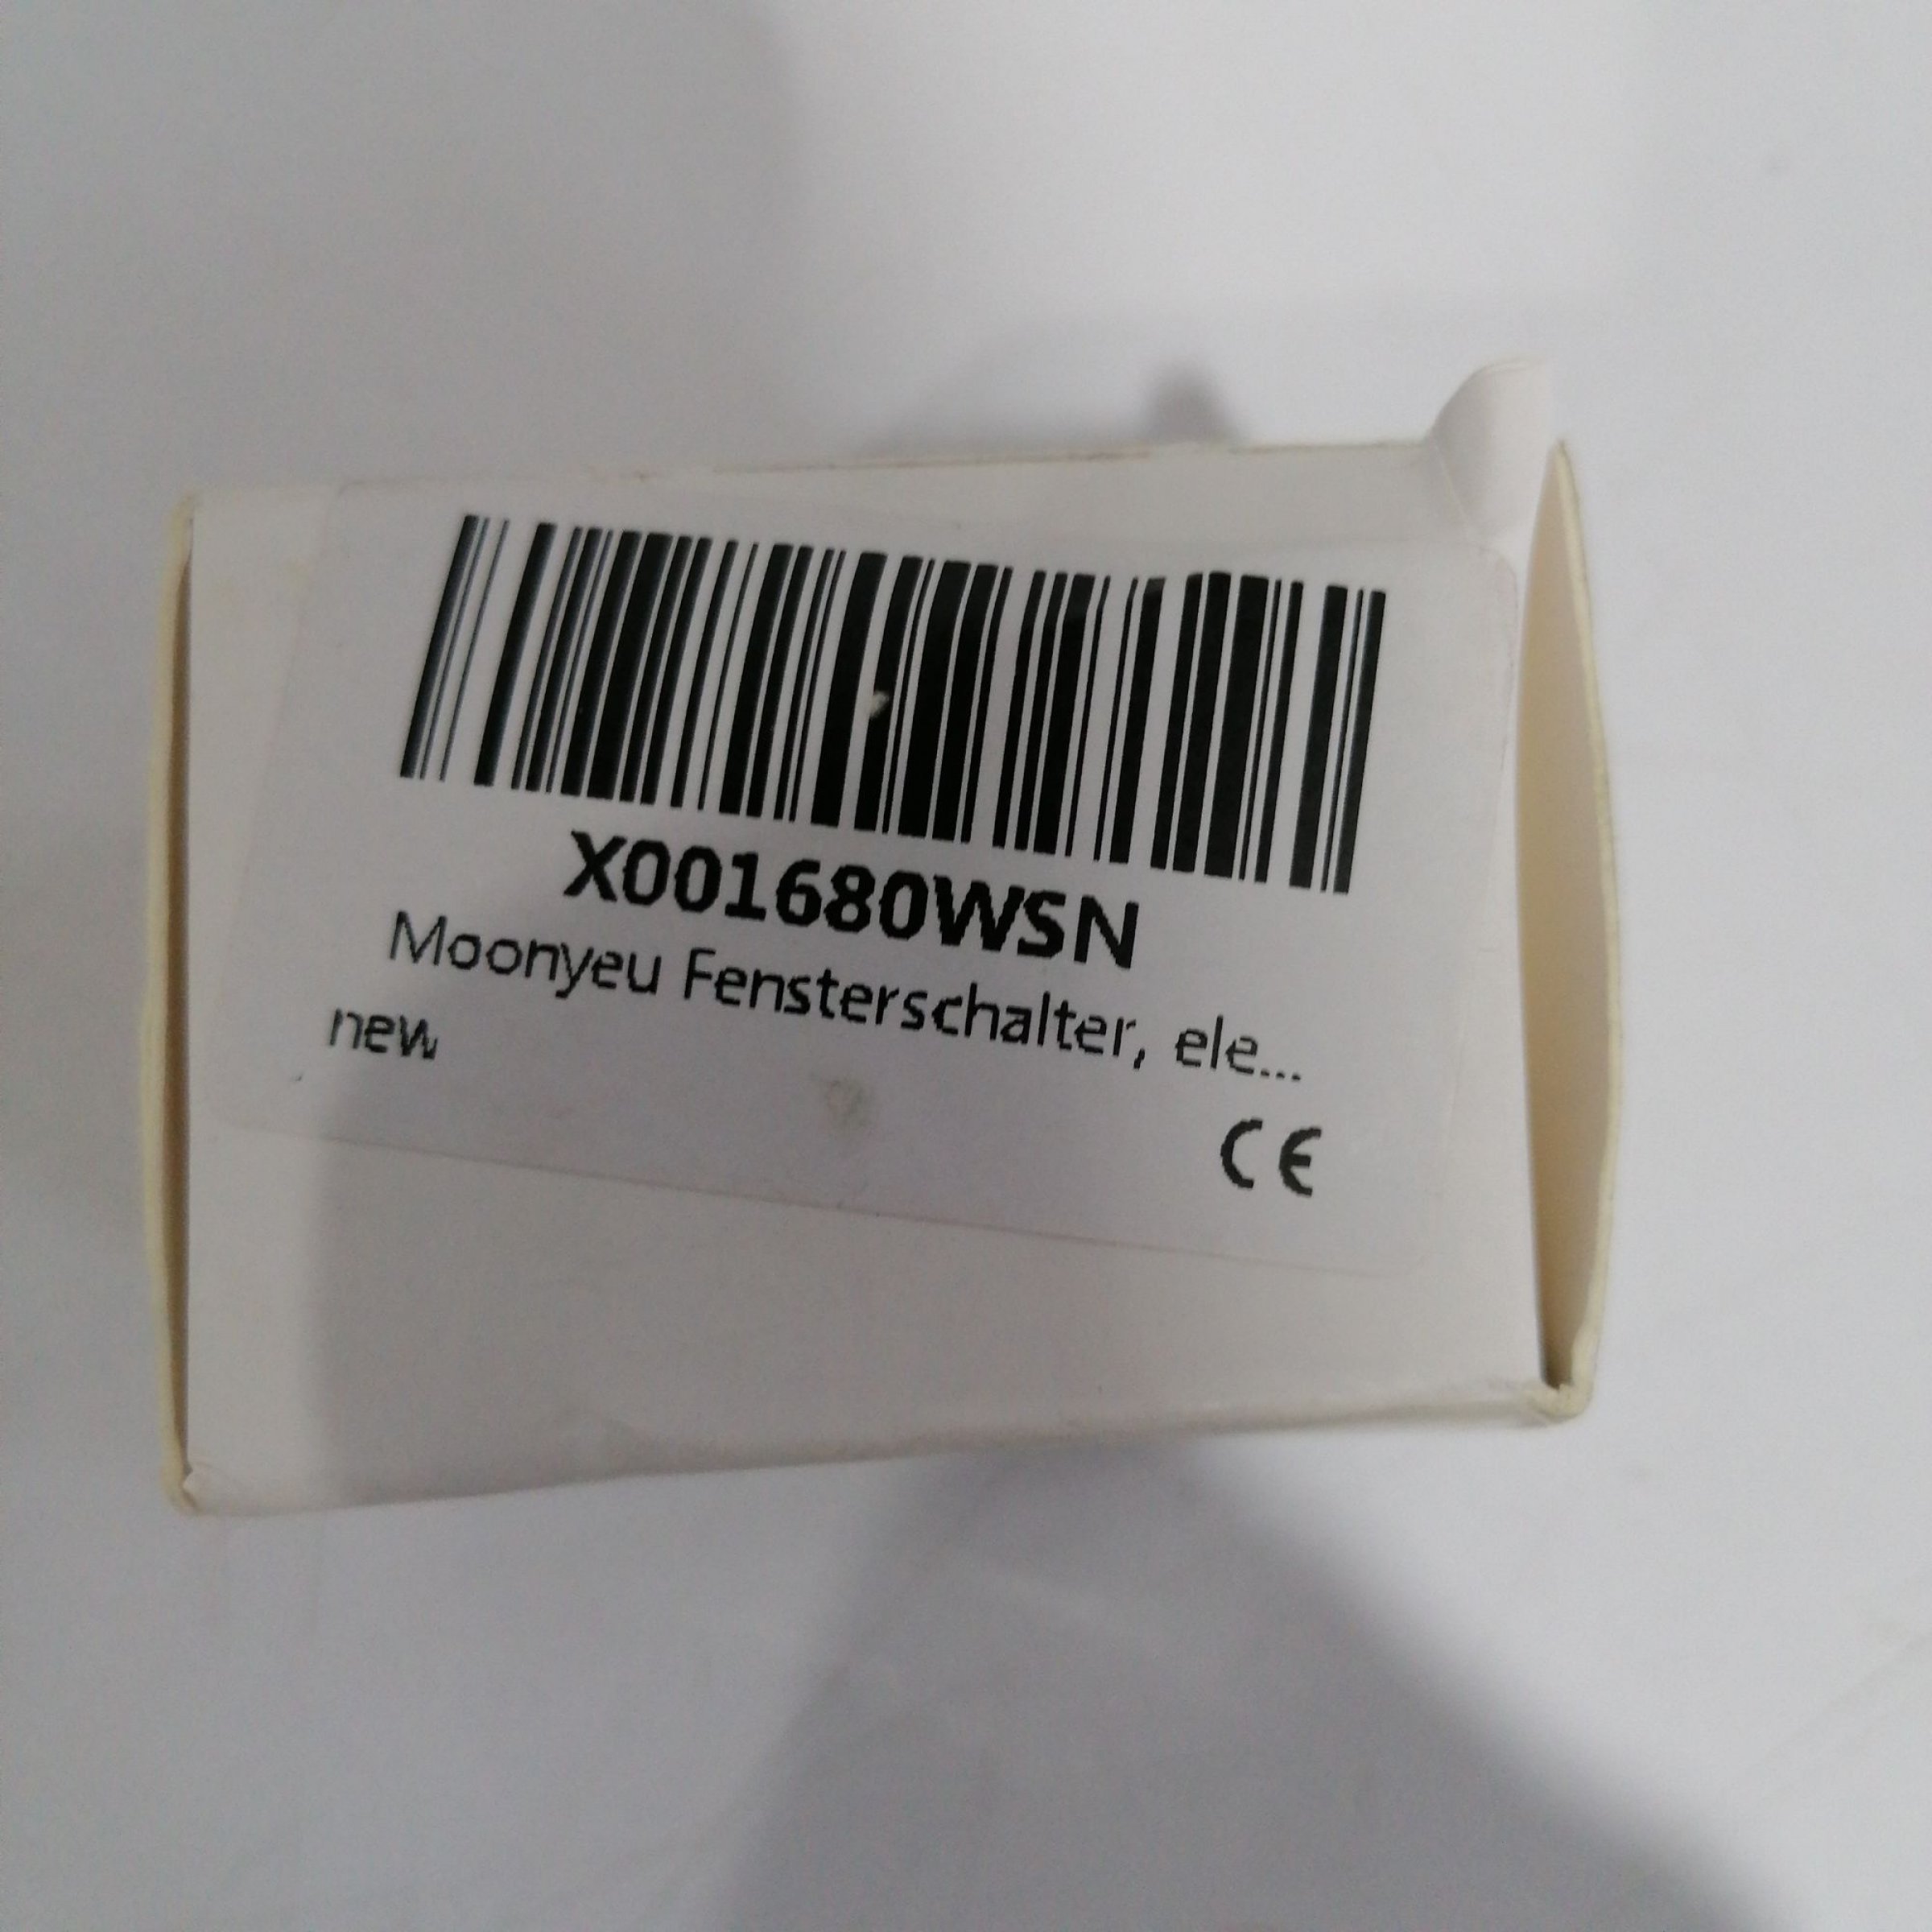 X001680WSN
Moonyeu Fensterschalter, ele...
new
CE